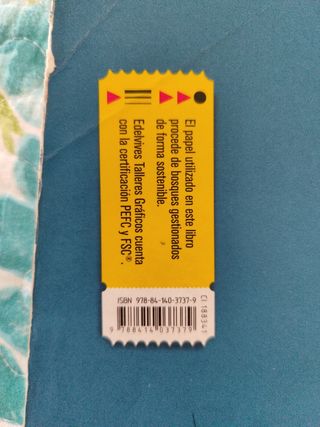 El papel utilizado en este libro
procede de bosques gestionados
de forma sostenible.
Edelvives Talleres Gráficos cuenta
con la certificación PEFC y FSC®.
ISBN 978-84-140-3737-9
9 788414 037379
CI 188341